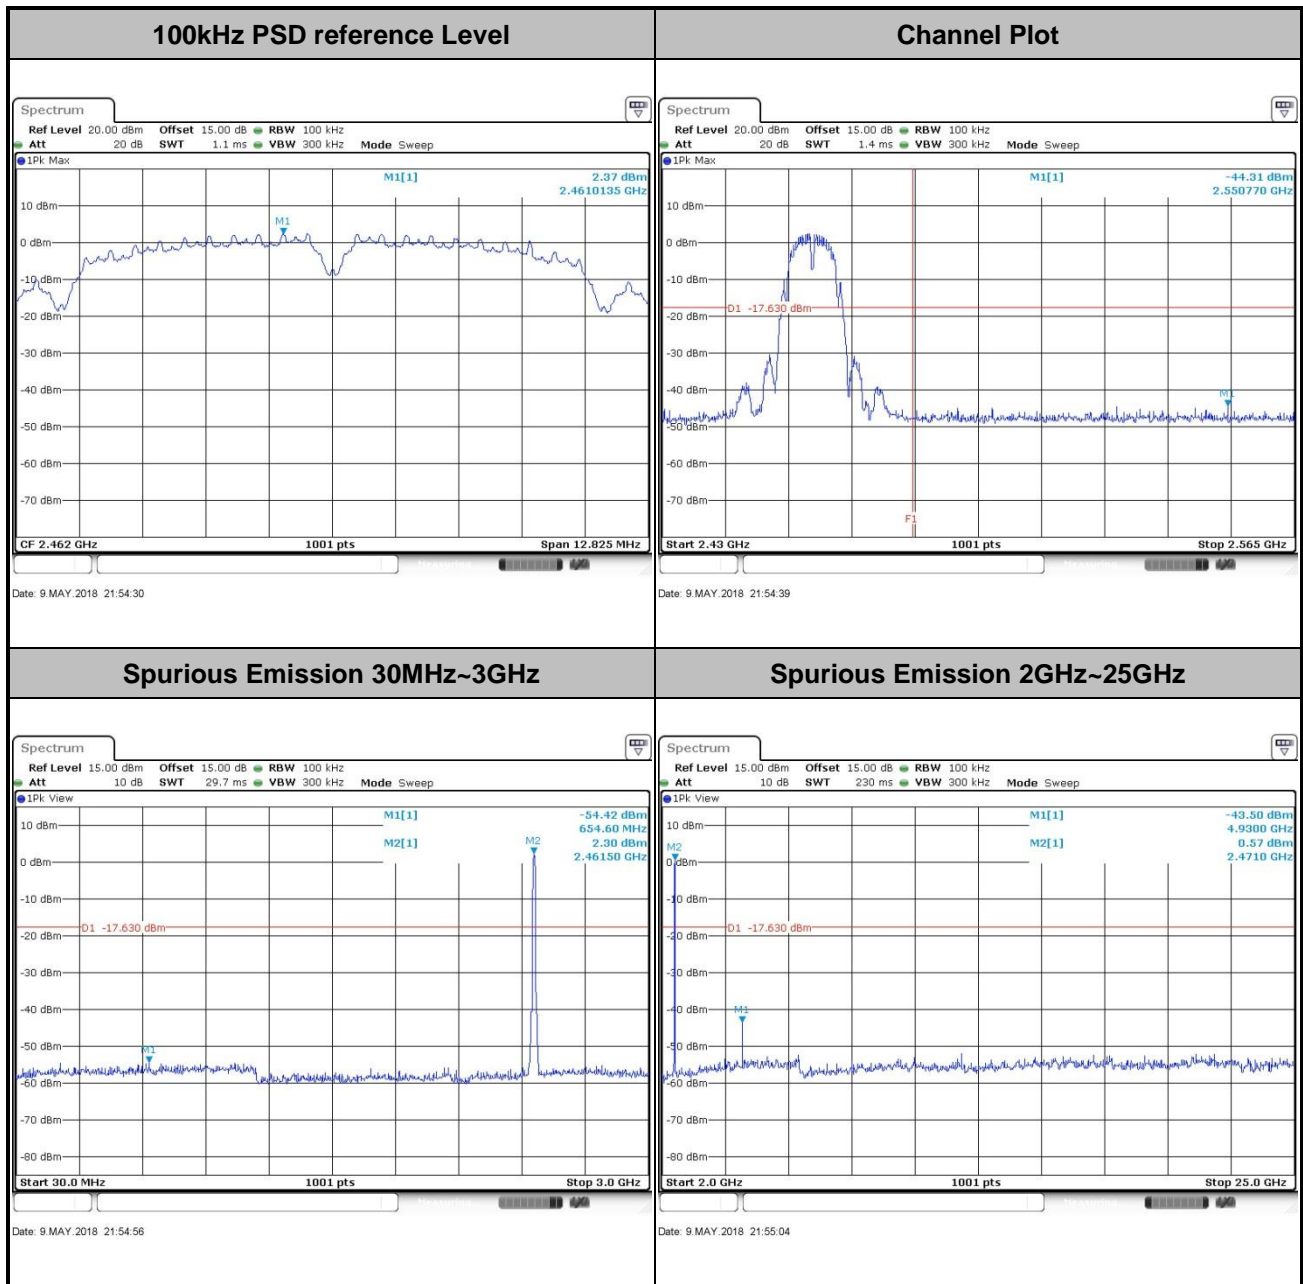 100kHz PSD reference Level
Spectrum
Ref Level 20.00 dBm Offset 15.00 dB RBW 100 kHz
Att 20 dB SWT 1.1 ms VBW 300 kHz Mode Sweep
1Pk Max
M1[1] 2.37 dBm
2.4610135 GHz
10 dBm
M1
0 dBm
-10 dBm
-20 dBm
-30 dBm
-40 dBm
-50 dBm
-60 dBm
-70 dBm
CF 2.462 GHz 1001 pts Span 12.825 MHz
Measuring
Date: 9.MAY.2018 21:54:30
Channel Plot
Spectrum
Ref Level 20.00 dBm Offset 15.00 dB RBW 100 kHz
Att 20 dB SWT 1.4 ms VBW 300 kHz Mode Sweep
1Pk Max
M1[1] -44.31 dBm
2.550770 GHz
10 dBm
0 dBm
-10 dBm
D1 -17.630 dBm
-20 dBm
-30 dBm
-40 dBm
M1
-50 dBm
-60 dBm
-70 dBm
F1
Start 2.43 GHz 1001 pts Stop 2.565 GHz
Date: 9.MAY.2018 21:54:39
Spurious Emission 30MHz~3GHz
Spectrum
Ref Level 15.00 dBm Offset 15.00 dB RBW 100 kHz
Att 10 dB SWT 29.7 ms VBW 300 kHz Mode Sweep
1Pk View
M1[1] -54.42 dBm
654.60 MHz
10 dBm
M2[1] 2.30 dBm
2.46150 GHz
M2
0 dBm
-10 dBm
D1 -17.630 dBm
-20 dBm
-30 dBm
-40 dBm
-50 dBm
M1
-60 dBm
-70 dBm
-80 dBm
Start 30.0 MHz 1001 pts Stop 3.0 GHz
Date: 9.MAY.2018 21:54:56
Spurious Emission 2GHz~25GHz
Spectrum
Ref Level 15.00 dBm Offset 15.00 dB RBW 100 kHz
Att 10 dB SWT 230 ms VBW 300 kHz Mode Sweep
1Pk View
M1[1] -43.50 dBm
4.9300 GHz
10 dBm
M2[1] 0.57 dBm
2.4710 GHz
M2
0 dBm
-10 dBm
D1 -17.630 dBm
-20 dBm
-30 dBm
-40 dBm
M1
-50 dBm
-60 dBm
-70 dBm
-80 dBm
Start 2.0 GHz 1001 pts Stop 25.0 GHz
Date: 9.MAY.2018 21:55:04